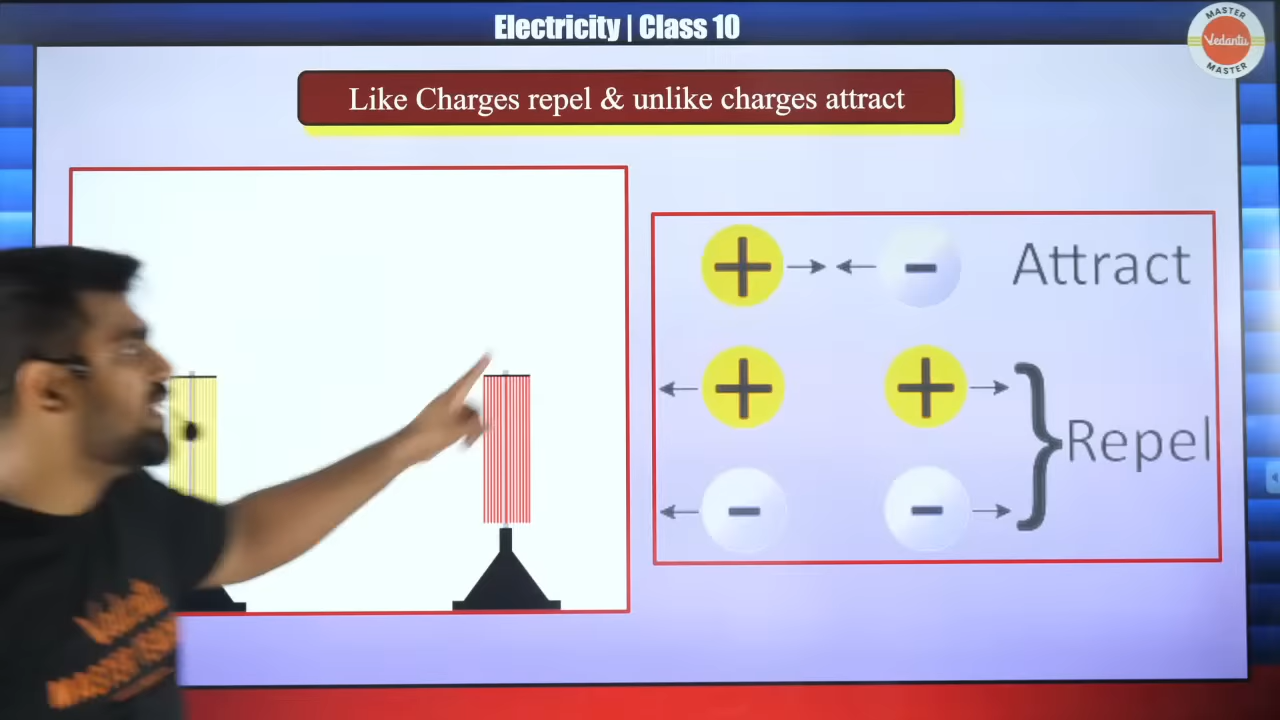 Electricity | Class 10
MASTER
Vedantu
MASTER
Like Charges repel & unlike charges attract
+ - Attract
+ +
Repel
- -